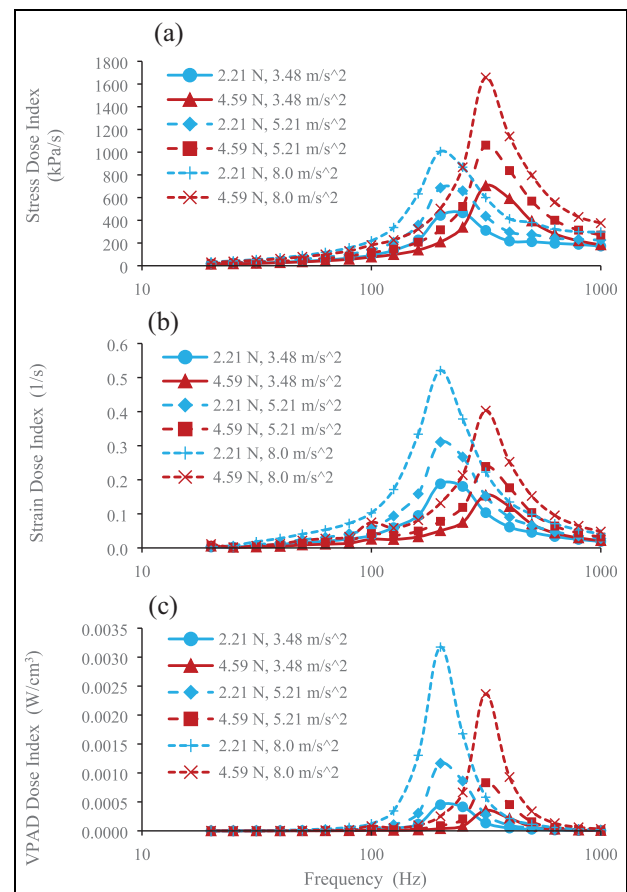 (a)
Stress Dose Index
(kPa/s)
1800
1600
1400
1200
1000
800
600
400
200
0
2.21 N, 3.48 m/s^2
4.59 N, 3.48 m/s^2
2.21 N, 5.21 m/s^2
4.59 N, 5.21 m/s^2
2.21 N, 8.0 m/s^2
4.59 N, 8.0 m/s^2
10 100 1000
(b)
Strain Dose Index (1/s)
0.6
0.5
0.4
0.3
0.2
0.1
0.0
2.21 N, 3.48 m/s^2
4.59 N, 3.48 m/s^2
2.21 N, 5.21 m/s^2
4.59 N, 5.21 m/s^2
2.21 N, 8.0 m/s^2
4.59 N, 8.0 m/s^2
10 100 1000
(c)
VPAD Dose Index (W/cm³)
0.0035
0.0030
0.0025
0.0020
0.0015
0.0010
0.0005
0.0000
2.21 N, 3.48 m/s^2
4.59 N, 3.48 m/s^2
2.21 N, 5.21 m/s^2
4.59 N, 5.21 m/s^2
2.21 N, 8.0 m/s^2
4.59 N, 8.0 m/s^2
10 100 1000
Frequency (Hz)